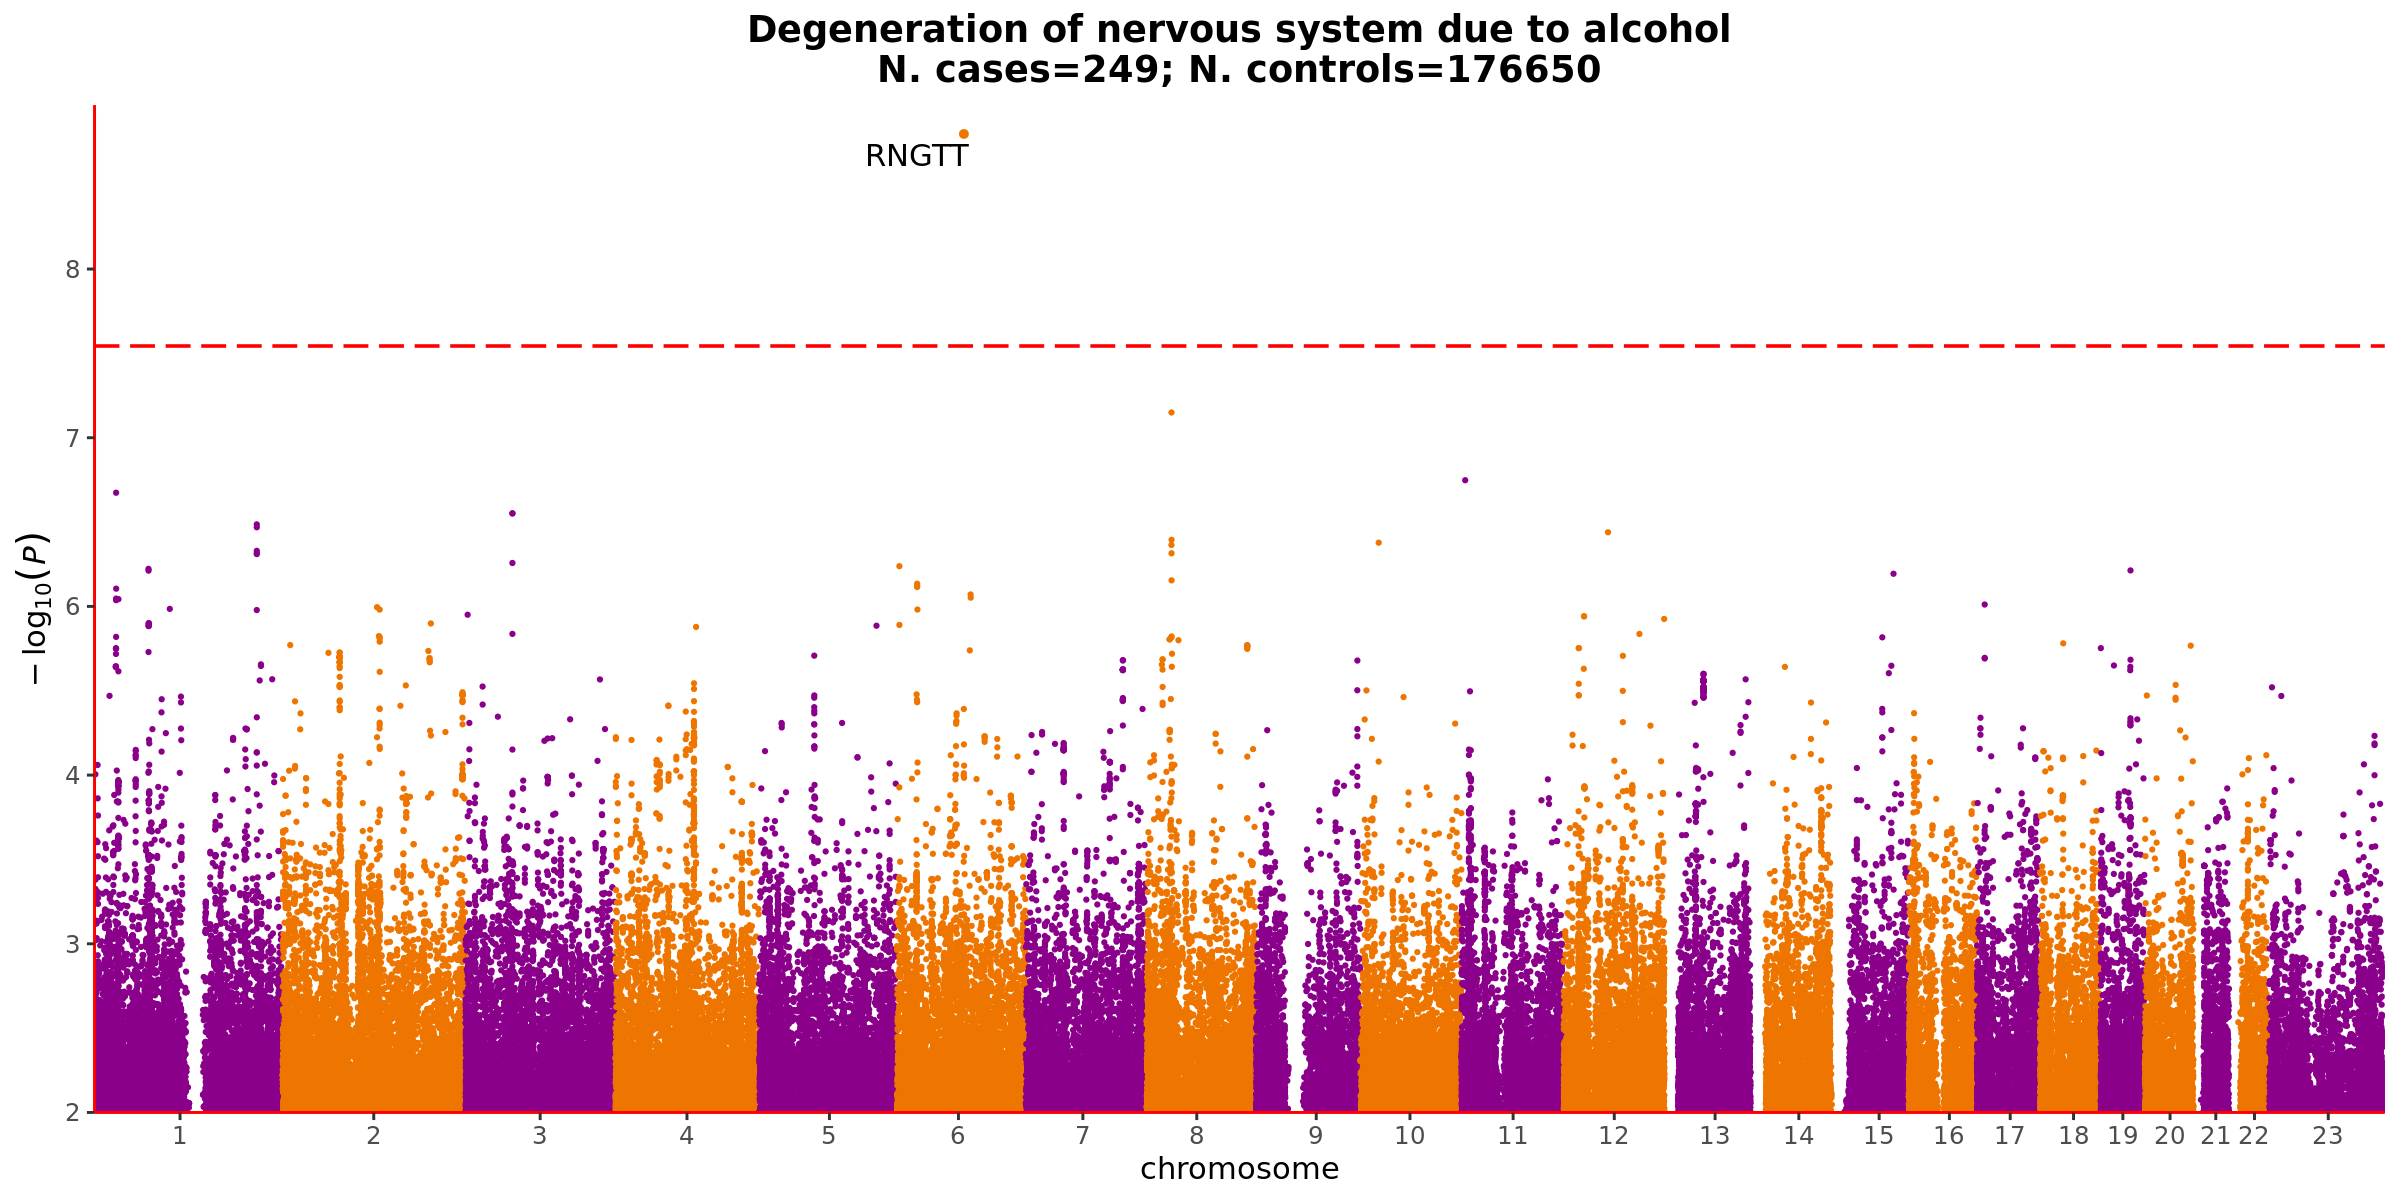 Degeneration of nervous system due to alcohol
N. cases=249; N. controls=176650
RNGTT
8
7
6
4
3
2
− log10(P)
1 2 3 4 5 6 7 8 9 10 11 12 13 14 15 16 17 18 19 20 21 22 23
chromosome